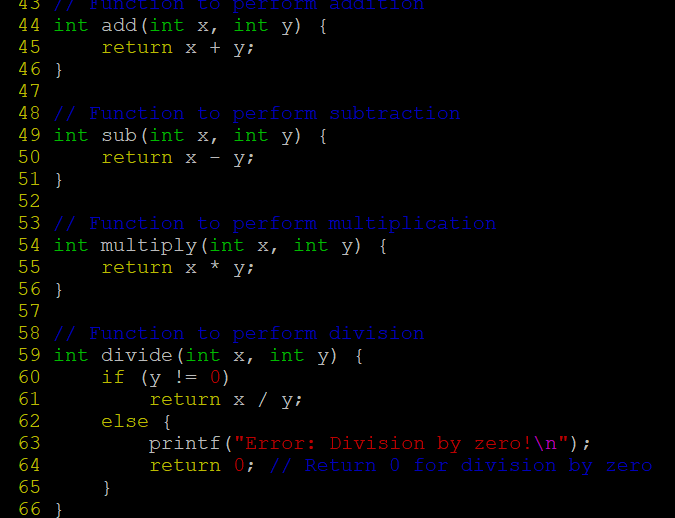 43 // Function to perform addition
44 int add(int x, int y) {
45     return x + y;
46 }
47
48 // Function to perform subtraction
49 int sub(int x, int y) {
50     return x - y;
51 }
52
53 // Function to perform multiplication
54 int multiply(int x, int y) {
55     return x * y;
56 }
57
58 // Function to perform division
59 int divide(int x, int y) {
60     if (y != 0)
61         return x / y;
62     else {
63         printf("Error: Division by zero!\n");
64         return 0; // Return 0 for division by zero
65     }
66 }